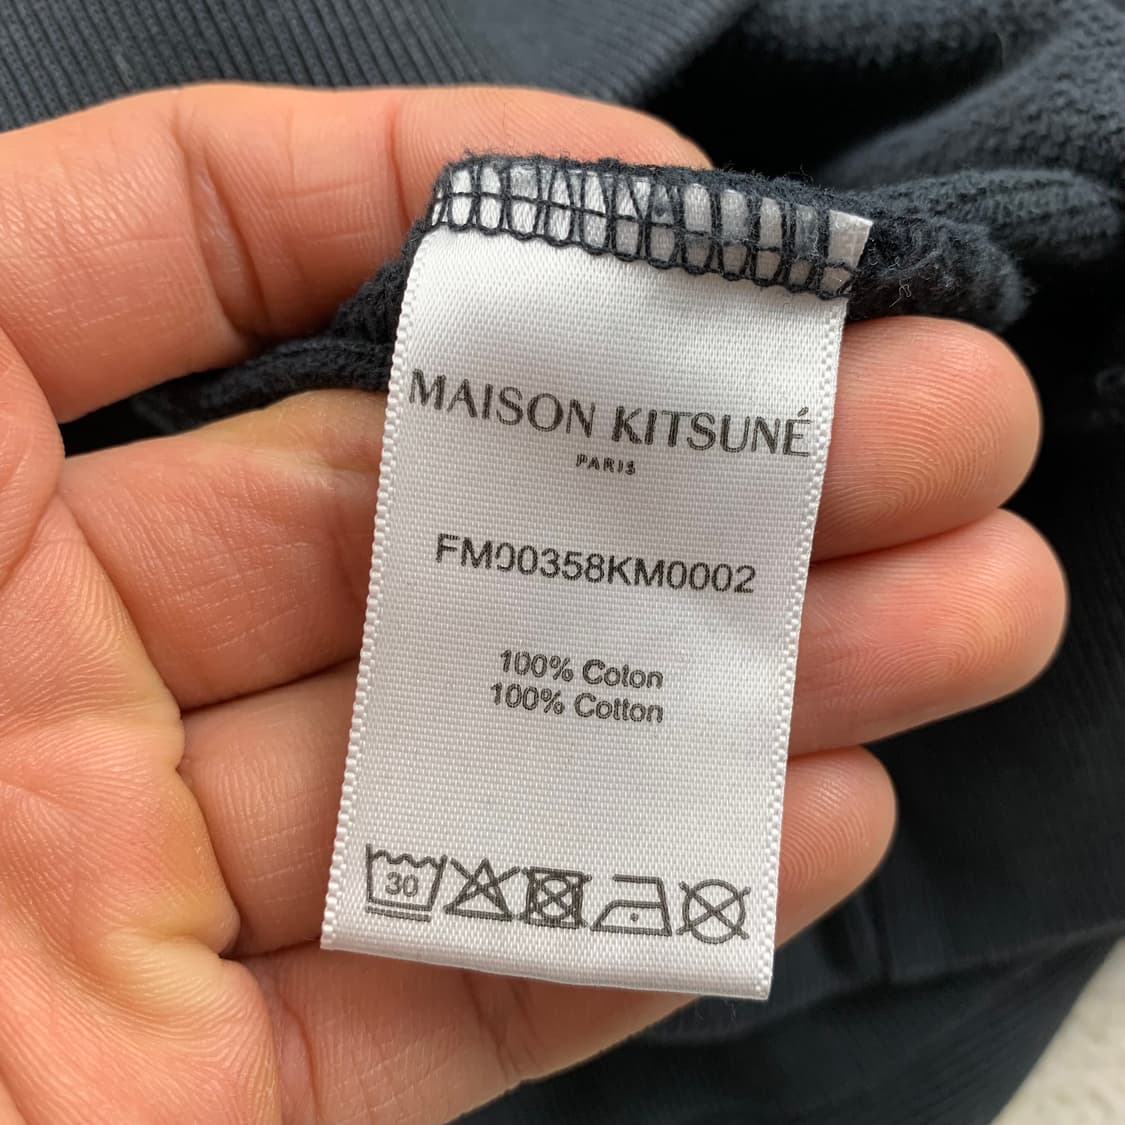 MAISON KITSUNÉ
PARIS
FM00358KM0002
100% Coton
100% Cotton
30